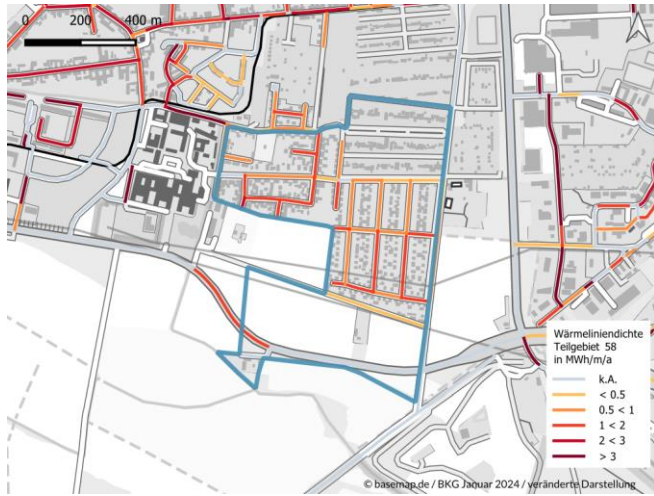 0 200 400 m
Wärmeliniendichte
Teilgebiet 58
in MWh/m/a
k.A.
< 0.5
0.5 < 1
1 < 2
2 < 3
> 3
© basemap.de / BKG Januar 2024 / veränderte Darstellung